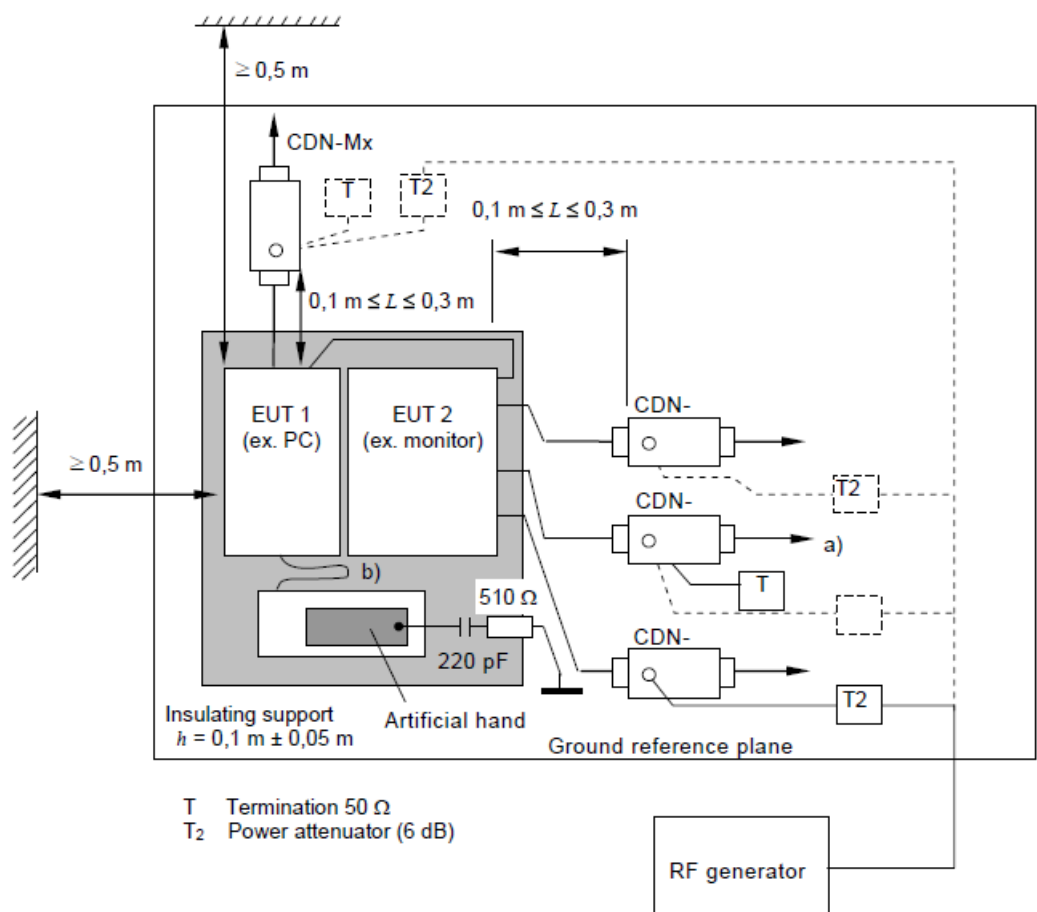 ≥ 0,5 m
CDN-Mx
T
T2
0,1 m ≤ L ≤ 0,3 m
0,1 m ≤ L ≤ 0,3 m
EUT 1
(ex. PC)
EUT 2
(ex. monitor)
CDN-
≥ 0,5 m
T2
CDN-
a)
b)
T
510 Ω
220 pF
CDN-
T2
Insulating support
h = 0,1 m ± 0,05 m
Artificial hand
Ground reference plane
T Termination 50 Ω
T₂ Power attenuator (6 dB)
RF generator